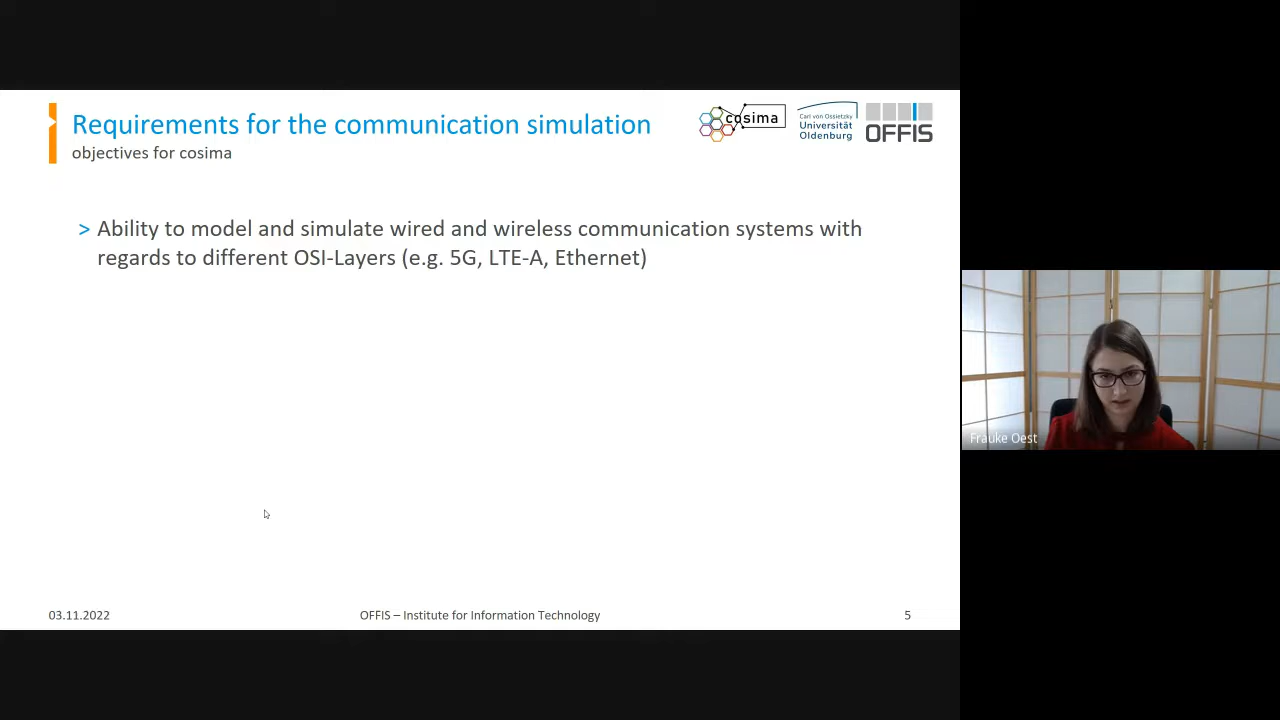 Requirements for the communication simulation
objectives for cosima
cosima
Carl von Ossietzky
Universität
Oldenburg
OFFIS
> Ability to model and simulate wired and wireless communication systems with
regards to different OSI-Layers (e.g. 5G, LTE-A, Ethernet)
Frauke Oest
03.11.2022
OFFIS – Institute for Information Technology
5